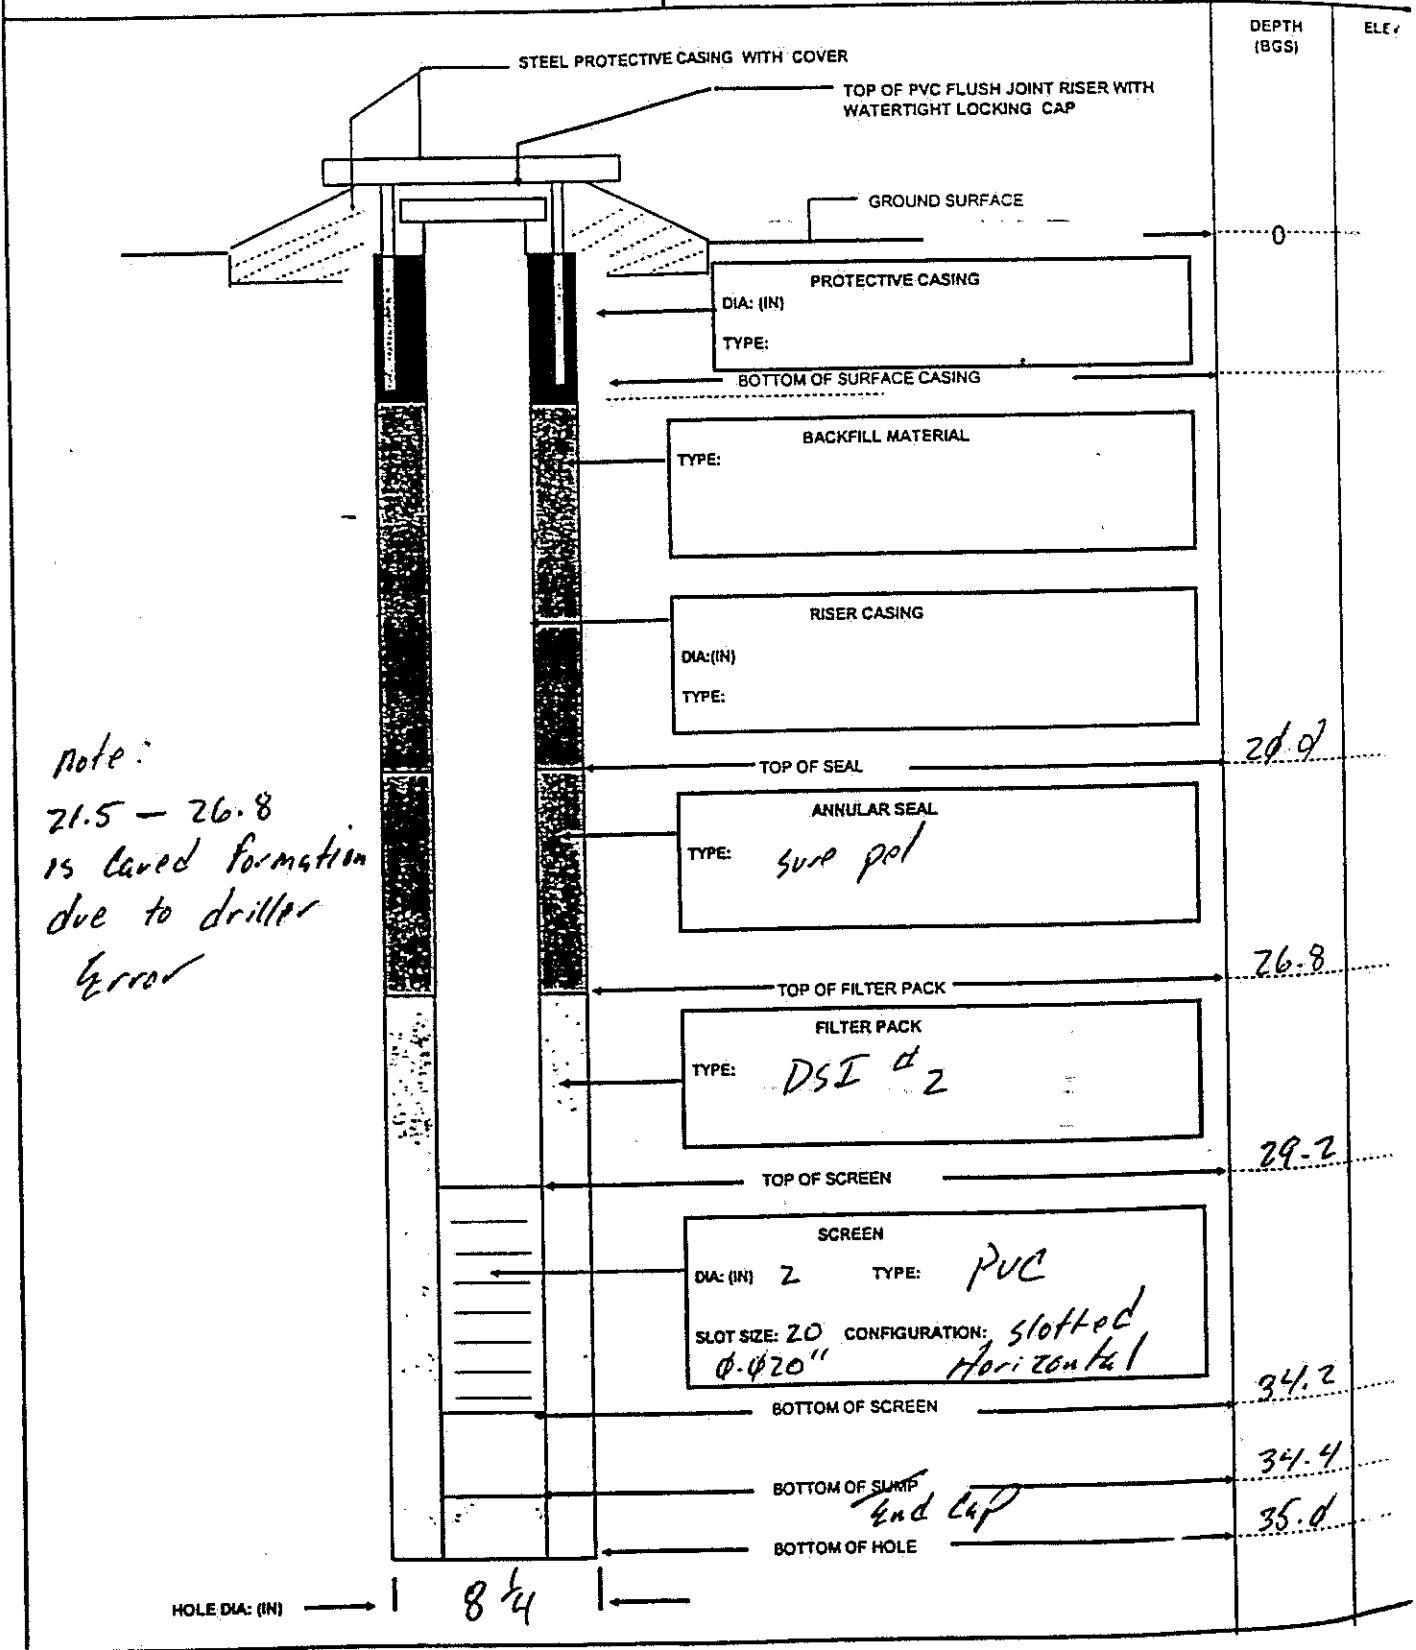 DEPTH
(BGS)
ELEV
STEEL PROTECTIVE CASING WITH COVER
TOP OF PVC FLUSH JOINT RISER WITH
WATERTIGHT LOCKING CAP
GROUND SURFACE
0
PROTECTIVE CASING
DIA: (IN)
TYPE:
BOTTOM OF SURFACE CASING
BACKFILL MATERIAL
TYPE:
RISER CASING
DIA:(IN)
TYPE:
TOP OF SEAL
20.0
note:
21.5 — 26.8
is caved formation
due to driller
Error
ANNULAR SEAL
TYPE: sure pel
26.8
TOP OF FILTER PACK
FILTER PACK
TYPE: DSI # 2
29.2
TOP OF SCREEN
SCREEN
DIA: (IN) 2 TYPE: PVC
SLOT SIZE: 20 CONFIGURATION: slotted
0.020" Horizontal
34.2
BOTTOM OF SCREEN
34.4
BOTTOM OF SUMP
End Cap
35.0
BOTTOM OF HOLE
HOLE DIA: (IN) 8 1/4